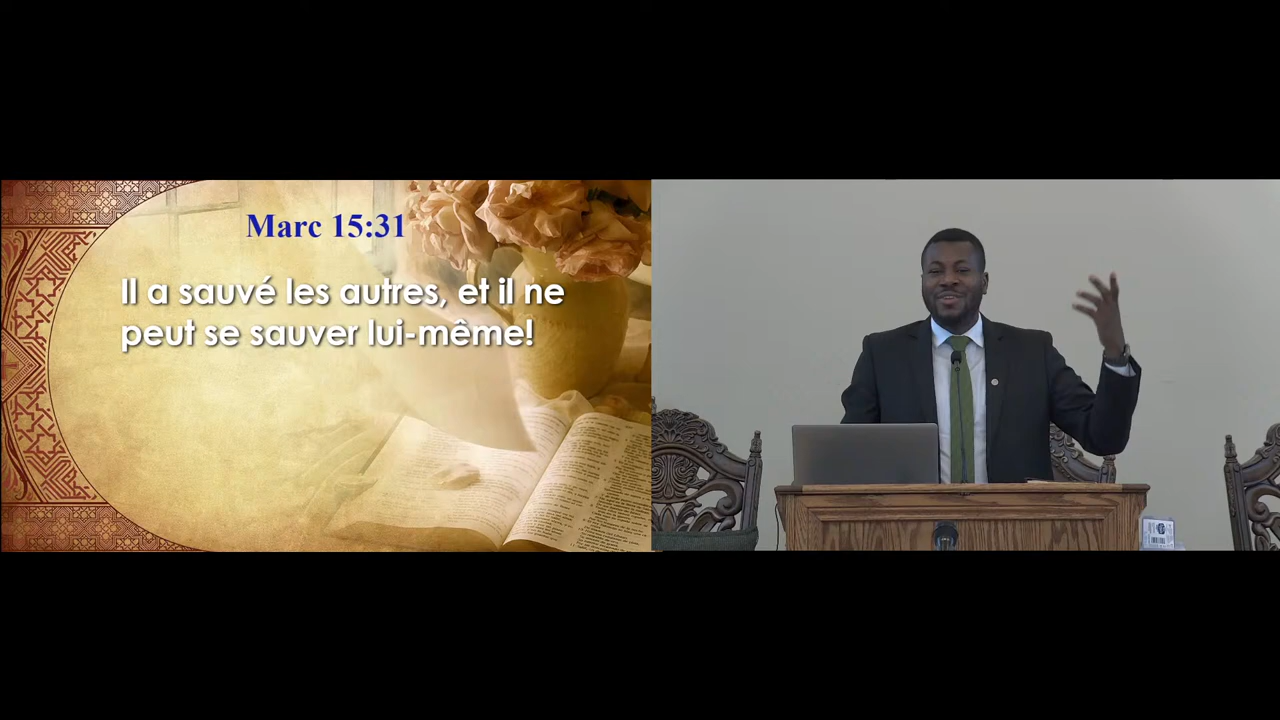 Marc 15:31
Il a sauvé les autres, et il ne
peut se sauver lui-même!